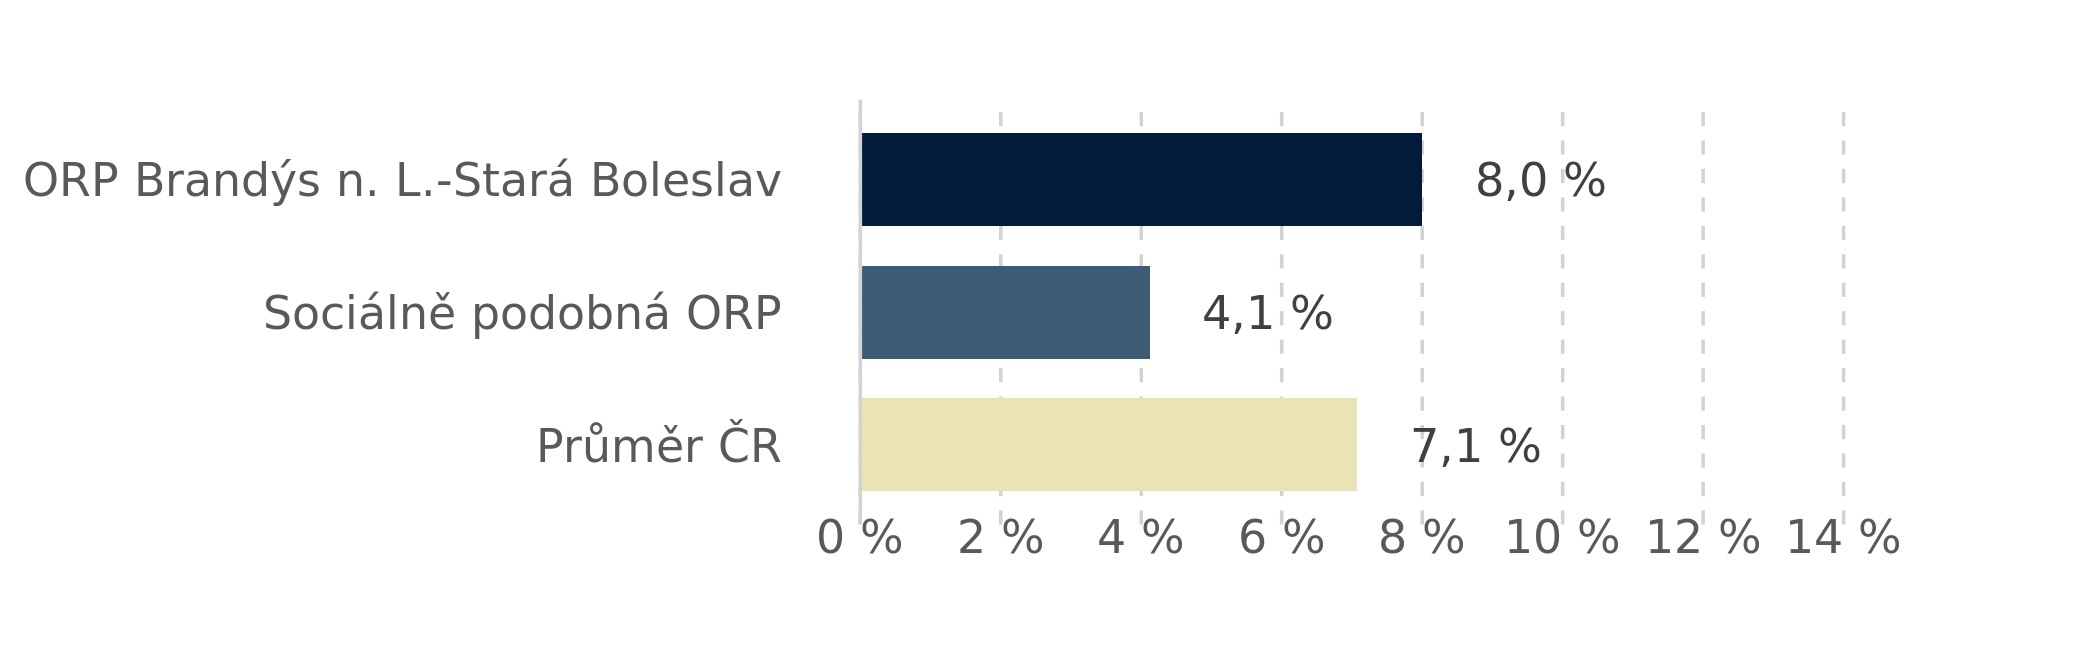 ORP Brandýs n. L.-Stará Boleslav 8,0 %
Sociálně podobná ORP 4,1 %
Průměr ČR 7,1 %
0 % 2 % 4 % 6 % 8 % 10 % 12 % 14 %